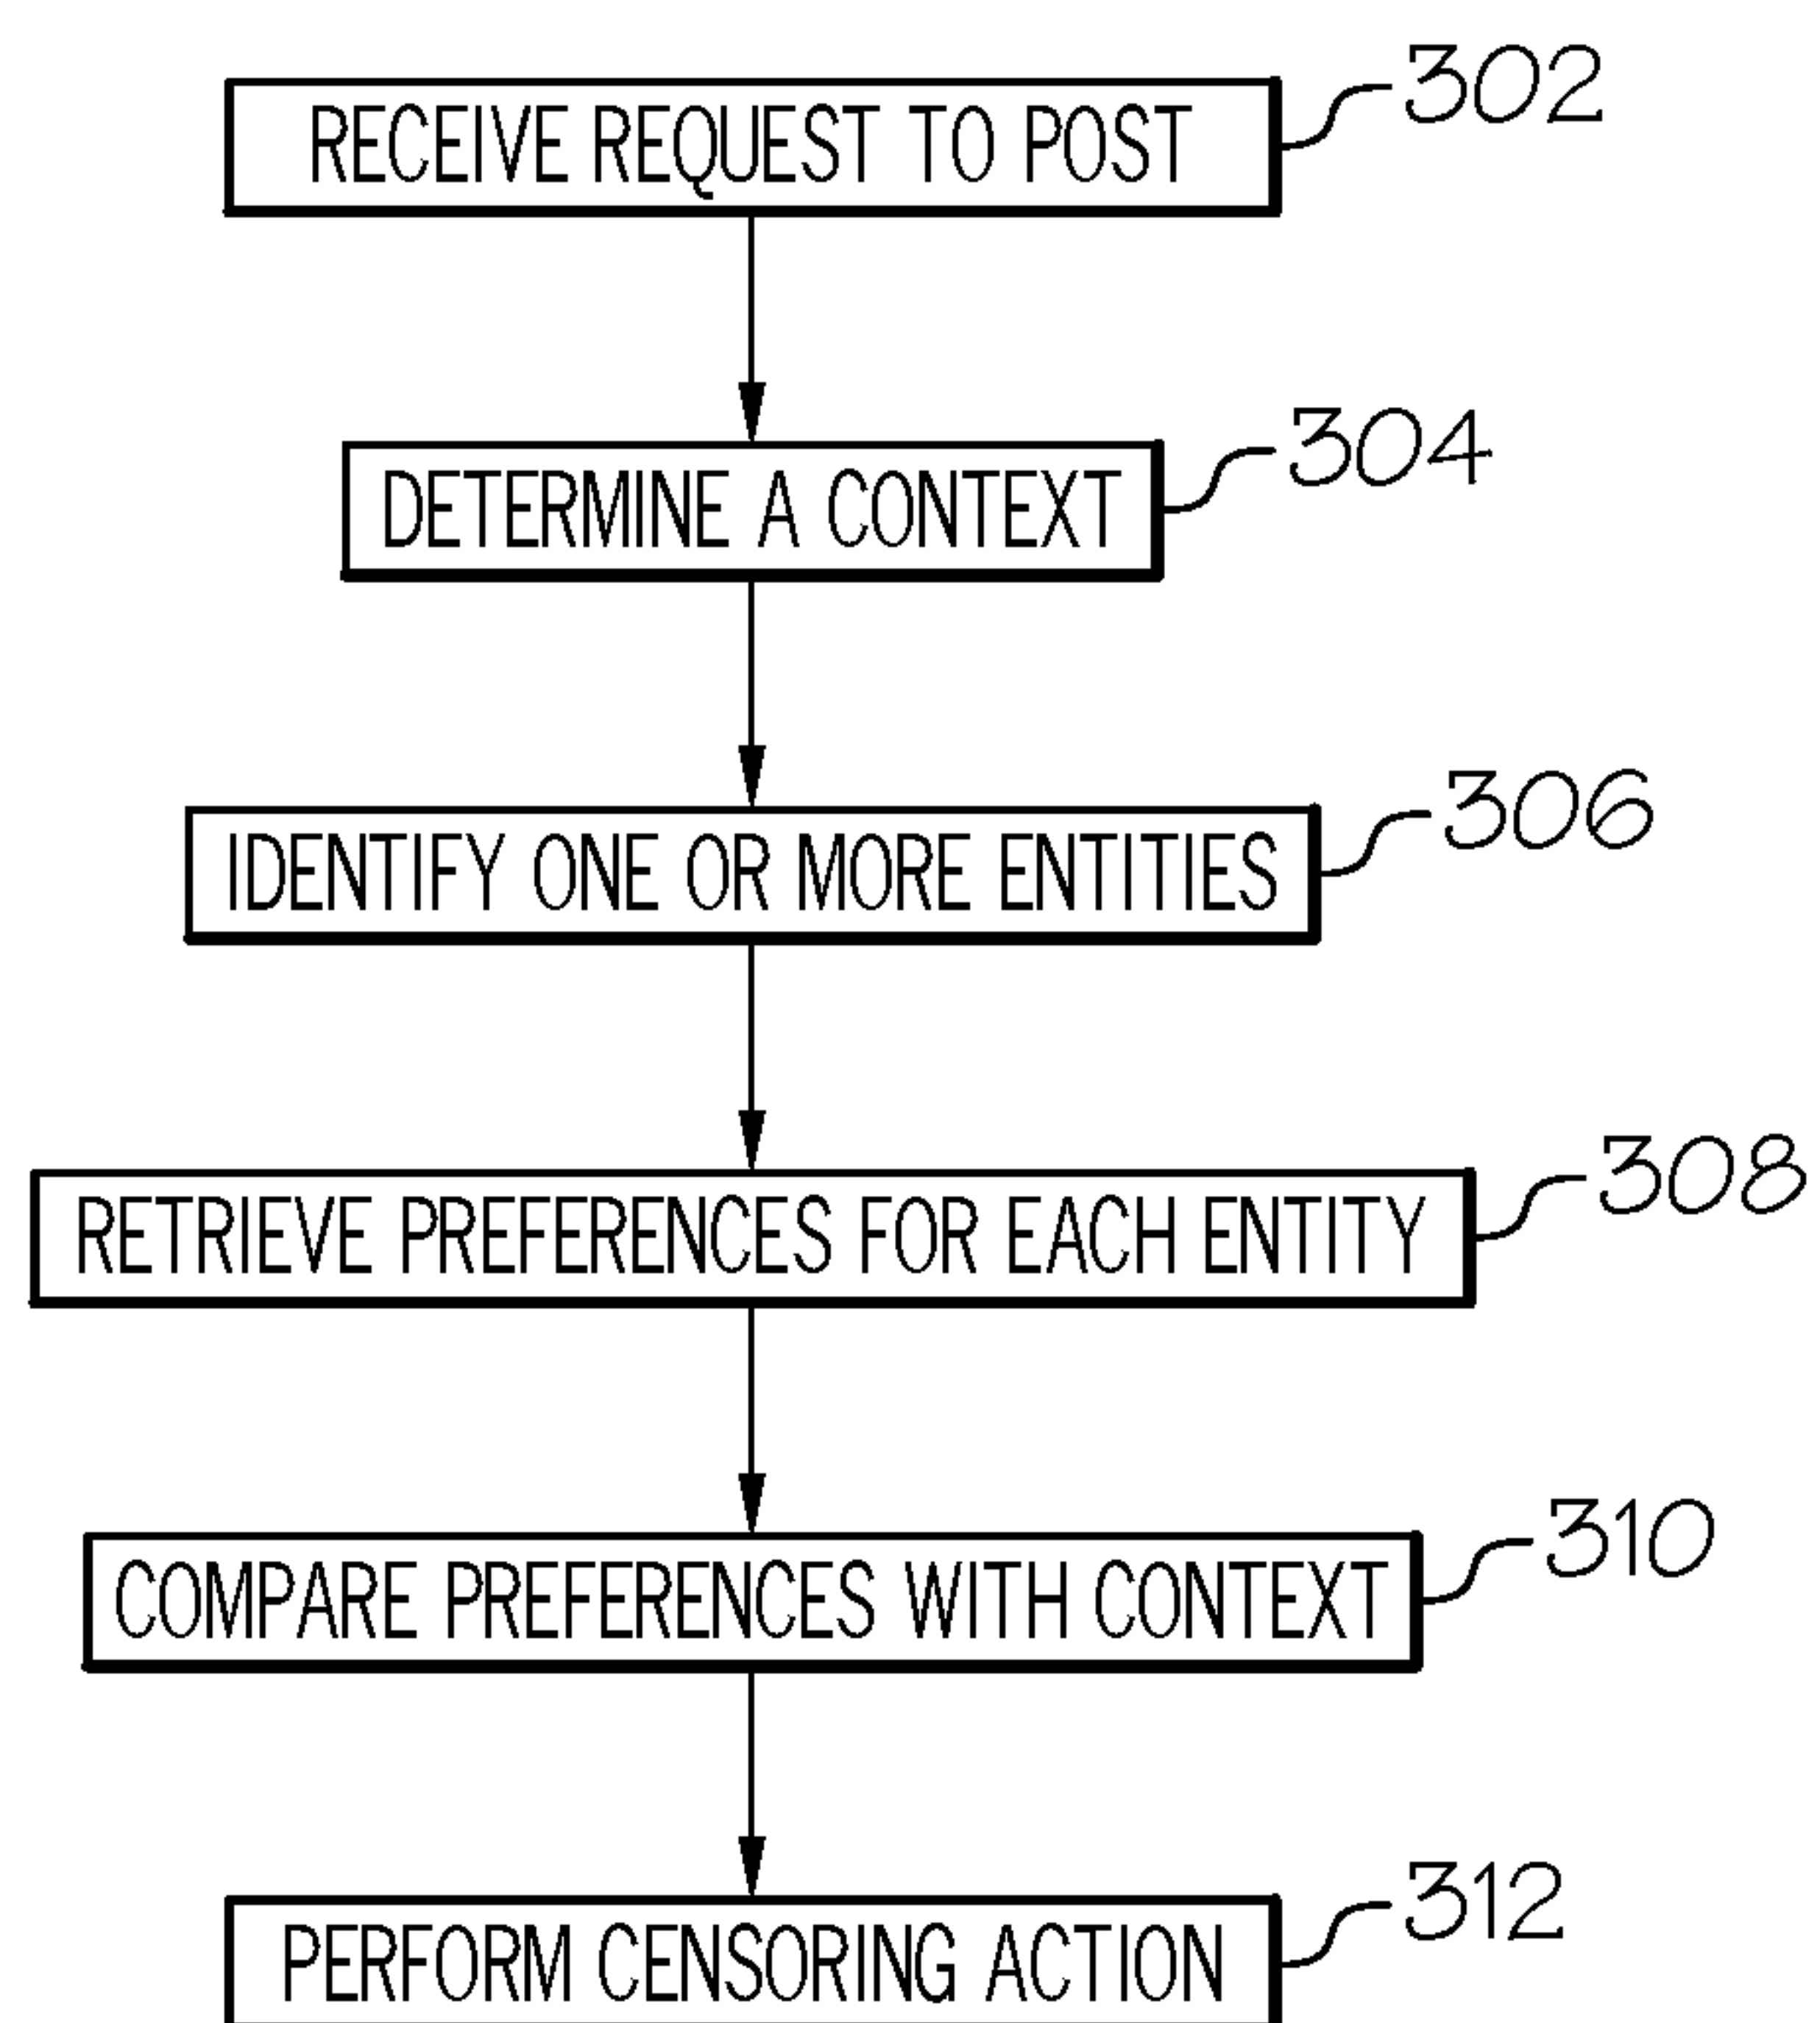 RECEIVE REQUEST TO POST 302
DETERMINE A CONTEXT 304
IDENTIFY ONE OR MORE ENTITIES 306
RETRIEVE PREFERENCES FOR EACH ENTITY 308
COMPARE PREFERENCES WITH CONTEXT 310
PERFORM CENSORING ACTION 312